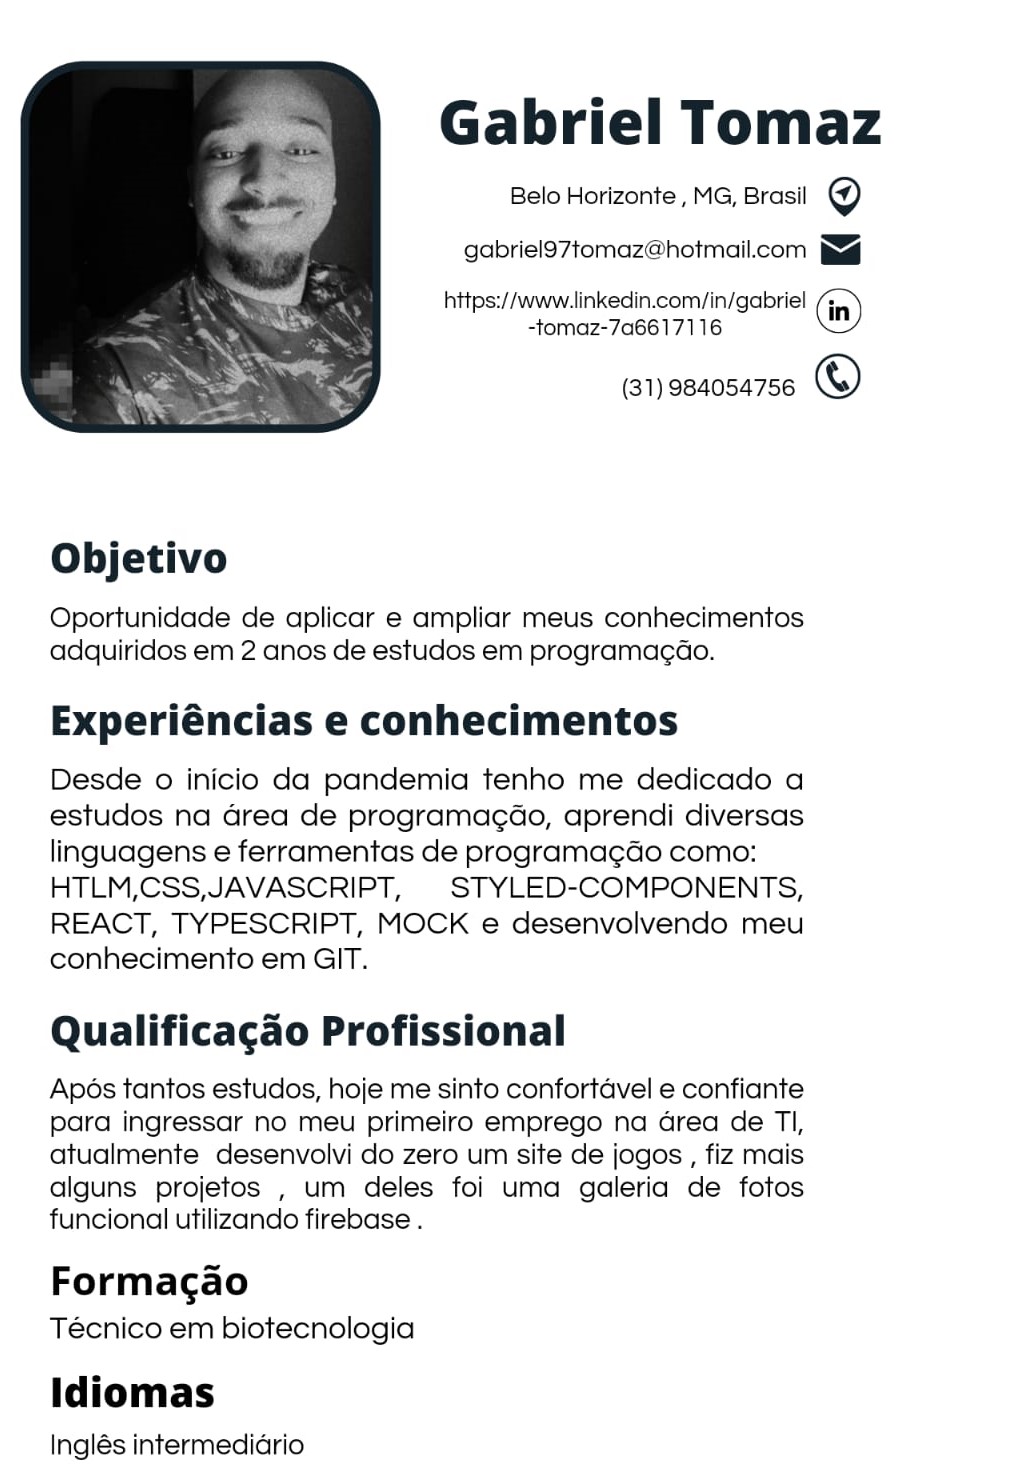 Gabriel Tomaz
Belo Horizonte , MG, Brasil
gabriel97tomaz@hotmail.com
https://www.linkedin.com/in/gabriel
-tomaz-7a6617116
in
(31) 984054756
Objetivo
Oportunidade de aplicar e ampliar meus conhecimentos
adquiridos em 2 anos de estudos em programação.
Experiências e conhecimentos
Desde o início da pandemia tenho me dedicado a
estudos na área de programação, aprendi diversas
linguagens e ferramentas de programação como:
HTLM,CSS,JAVASCRIPT, STYLED-COMPONENTS,
REACT, TYPESCRIPT, MOCK e desenvolvendo meu
conhecimento em GIT.
Qualificação Profissional
Após tantos estudos, hoje me sinto confortável e confiante
para ingressar no meu primeiro emprego na área de TI,
atualmente desenvolvi do zero um site de jogos , fiz mais
alguns projetos , um deles foi uma galeria de fotos
funcional utilizando firebase .
Formação
Técnico em biotecnologia
Idiomas
Inglês intermediário